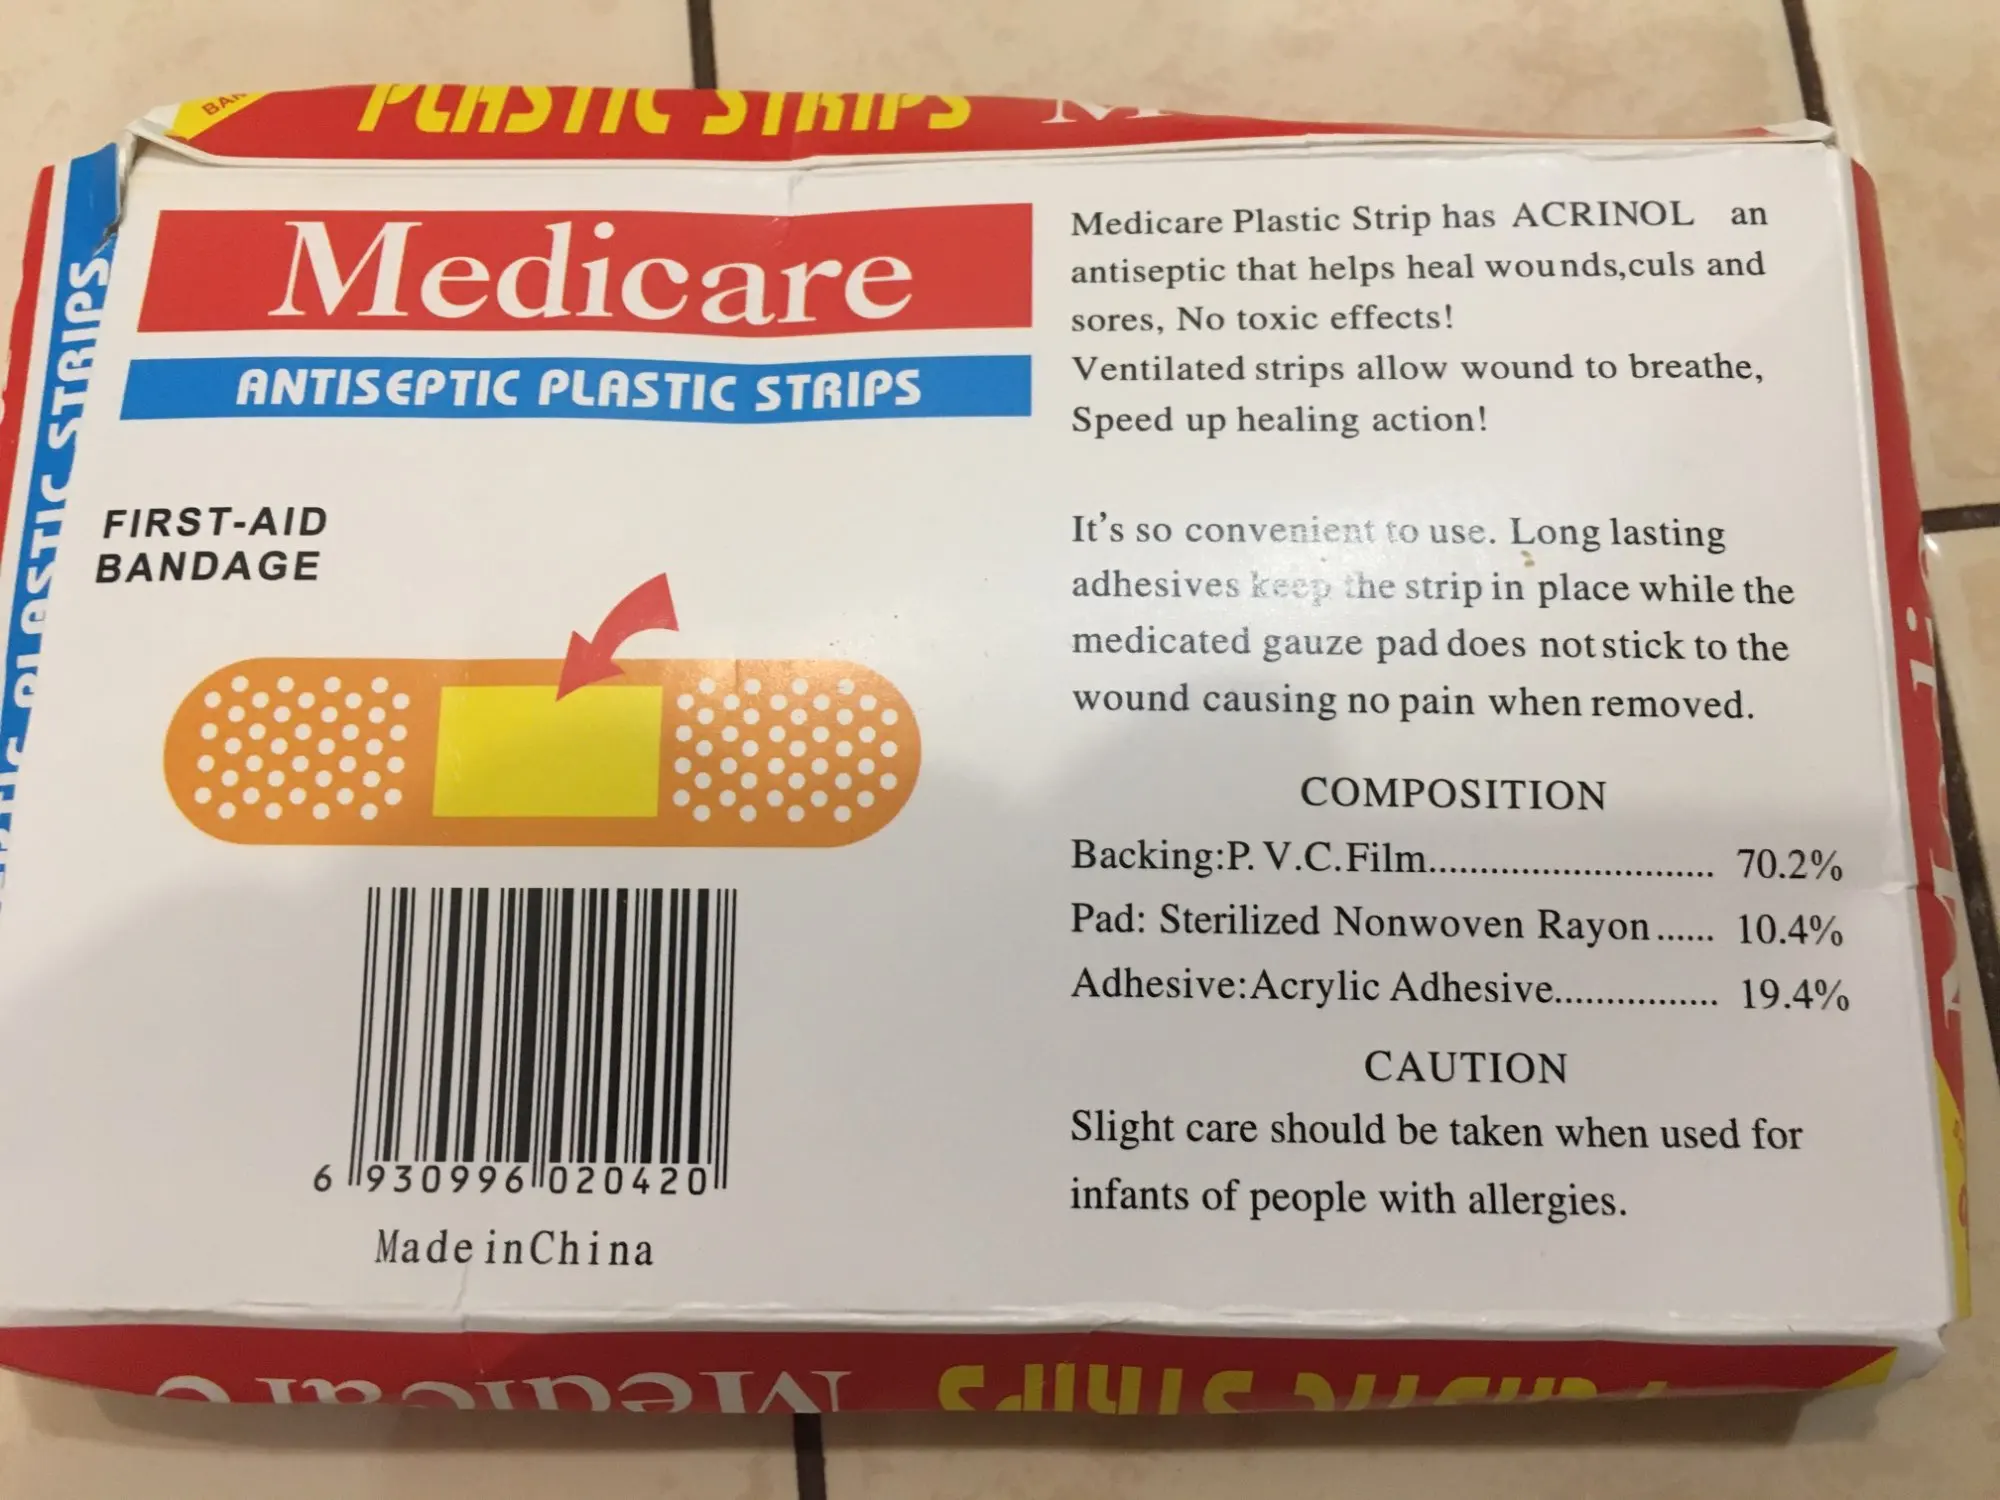 PLASTIC STRIPS
Medicare
ANTISEPTIC PLASTIC STRIPS
PLASTIC STRIPS
FIRST-AID
BANDAGE
6 930996 020420
Made in China
Medicare Plastic Strip has ACRINOL an
antiseptic that helps heal wounds,culs and
sores, No toxic effects!
Ventilated strips allow wound to breathe,
Speed up healing action!
It's so convenient to use. Long lasting
adhesives keep the strip in place while the
medicated gauze pad does not stick to the
wound causing no pain when removed.
COMPOSITION
Backing:P.V.C.Film............................. 70.2%
Pad: Sterilized Nonwoven Rayon...... 10.4%
Adhesive:Acrylic Adhesive................. 19.4%
CAUTION
Slight care should be taken when used for
infants of people with allergies.
Medicare